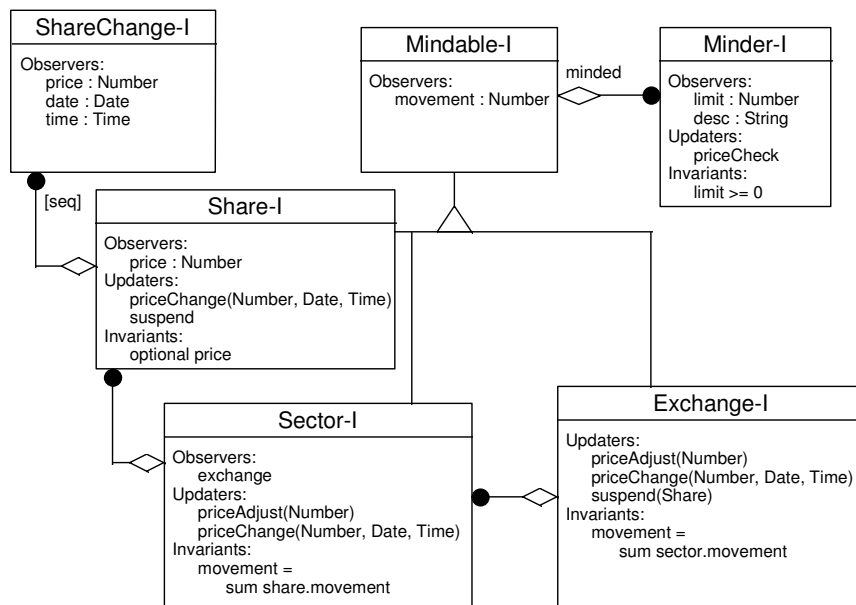 ShareChange-I
Observers:
price : Number
date : Date
time : Time
Mindable-I
Observers:
movement : Number
minded
Minder-I
Observers:
limit : Number
desc : String
Updaters:
priceCheck
Invariants:
limit >= 0
[seq]
Share-I
Observers:
price : Number
Updaters:
priceChange(Number, Date, Time)
suspend
Invariants:
optional price
Sector-I
Observers:
exchange
Updaters:
priceAdjust(Number)
priceChange(Number, Date, Time)
Invariants:
movement =
sum share.movement
Exchange-I
Updaters:
priceAdjust(Number)
priceChange(Number, Date, Time)
suspend(Share)
Invariants:
movement =
sum sector.movement